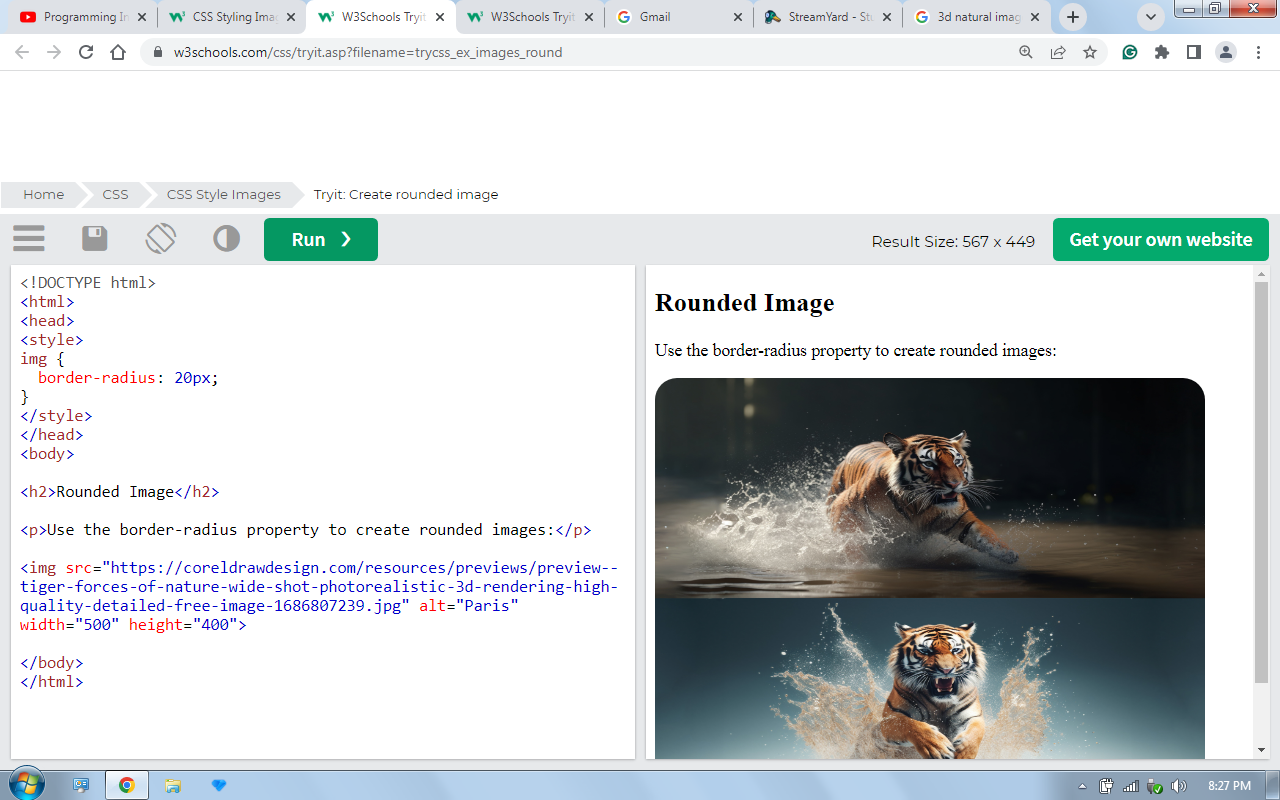 Programming In
CSS Styling Ima
W3Schools Tryit
W3Schools Tryit
Gmail
StreamYard - Stu
3d natural imag
w3schools.com/css/tryit.asp?filename=trycss_ex_images_round
Home
CSS
CSS Style Images
Tryit: Create rounded image
Run ❯
Result Size: 567 x 449
Get your own website
<!DOCTYPE html>
<html>
<head>
<style>
img {
  border-radius: 20px;
}
</style>
</head>
<body>
<h2>Rounded Image</h2>
<p>Use the border-radius property to create rounded images:</p>
<img src="https://coreldrawdesign.com/resources/previews/preview--
tiger-forces-of-nature-wide-shot-photorealistic-3d-rendering-high-
quality-detailed-free-image-1686807239.jpg" alt="Paris"
width="500" height="400">
</body>
</html>
Rounded Image
Use the border-radius property to create rounded images:
8:27 PM